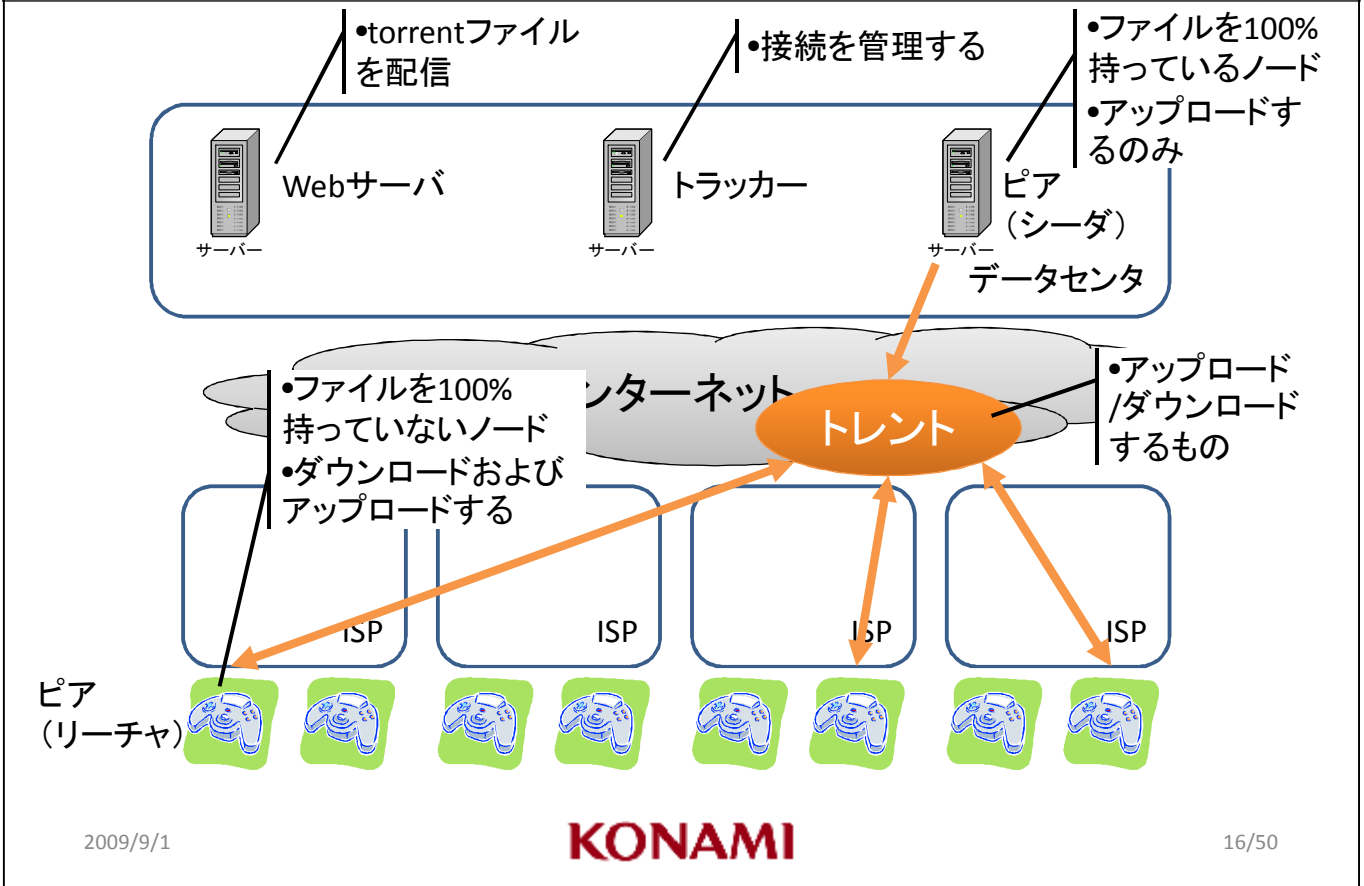 •torrentファイル
を配信
•接続を管理する
•ファイルを100%
持っているノード
•アップロードす
るのみ
Webサーバ
サーバー
トラッカー
サーバー
ピア
（シーダ）
サーバー
データセンタ
ンターネット
•ファイルを100%
持っていないノード
•ダウンロードおよび
アップロードする
トレント
•アップロード
/ダウンロード
するもの
ISP
ISP
ISP
ISP
ピア
（リーチャ）
2009/9/1
KONAMI
16/50